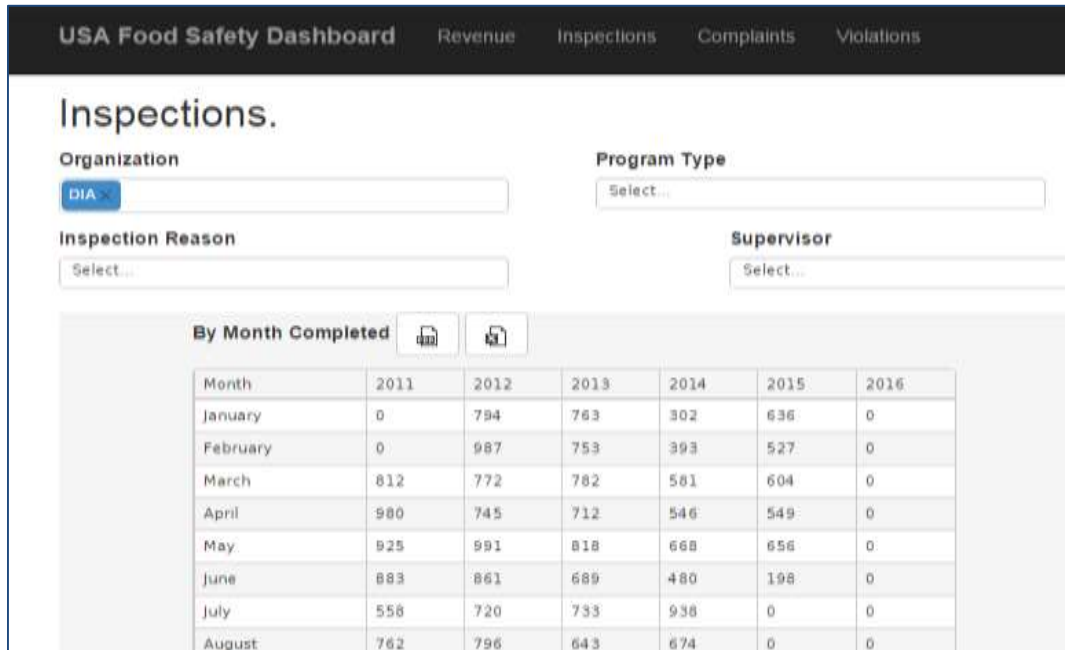 USA Food Safety Dashboard Revenue Inspections Complaints Violations
Inspections.
Organization Program Type
DIA × Select...
Inspection Reason Supervisor
Select... Select...
By Month Completed
Month 2011 2012 2013 2014 2015 2016
January 0 794 763 302 636 0
February 0 987 753 393 527 0
March 812 772 782 581 604 0
April 980 745 712 546 549 0
May 925 991 818 668 656 0
June 883 861 689 480 198 0
July 558 720 733 938 0 0
August 762 796 643 674 0 0